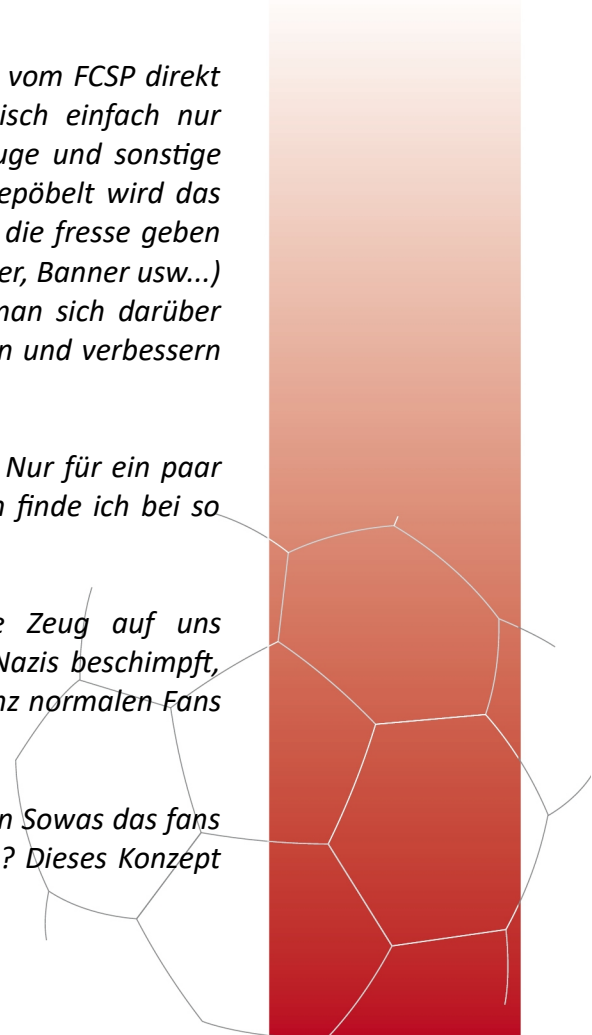 vom FCSP direkt
isch einfach nur
uge und sonstige
epöbelt wird das
die fresse geben
er, Banner usw...)
nan sich darüber
n und verbessern
Nur für ein paar
n finde ich bei so
e Zeug auf uns
Nazis beschimpft,
nz normalen Fans
n Sowas das fans
? Dieses Konzept